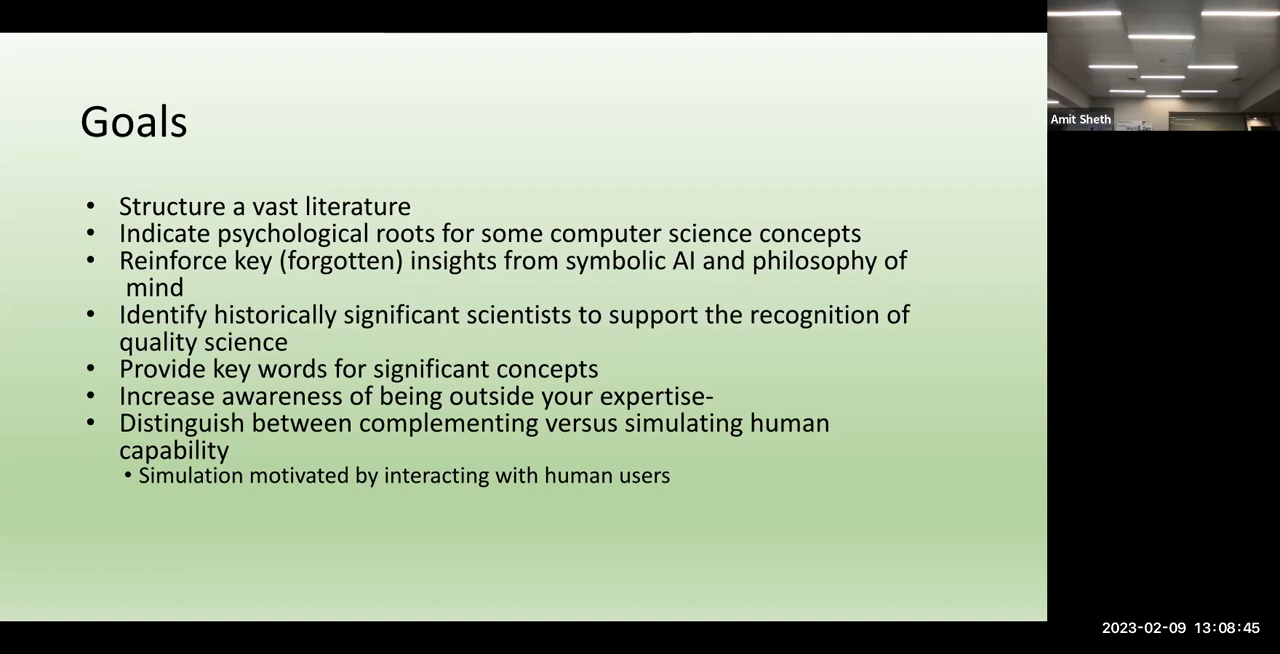 Goals
• Structure a vast literature
• Indicate psychological roots for some computer science concepts
• Reinforce key (forgotten) insights from symbolic AI and philosophy of
mind
• Identify historically significant scientists to support the recognition of
quality science
• Provide key words for significant concepts
• Increase awareness of being outside your expertise-
• Distinguish between complementing versus simulating human
capability
• Simulation motivated by interacting with human users
Amit Sheth
2023-02-09 13:08:45